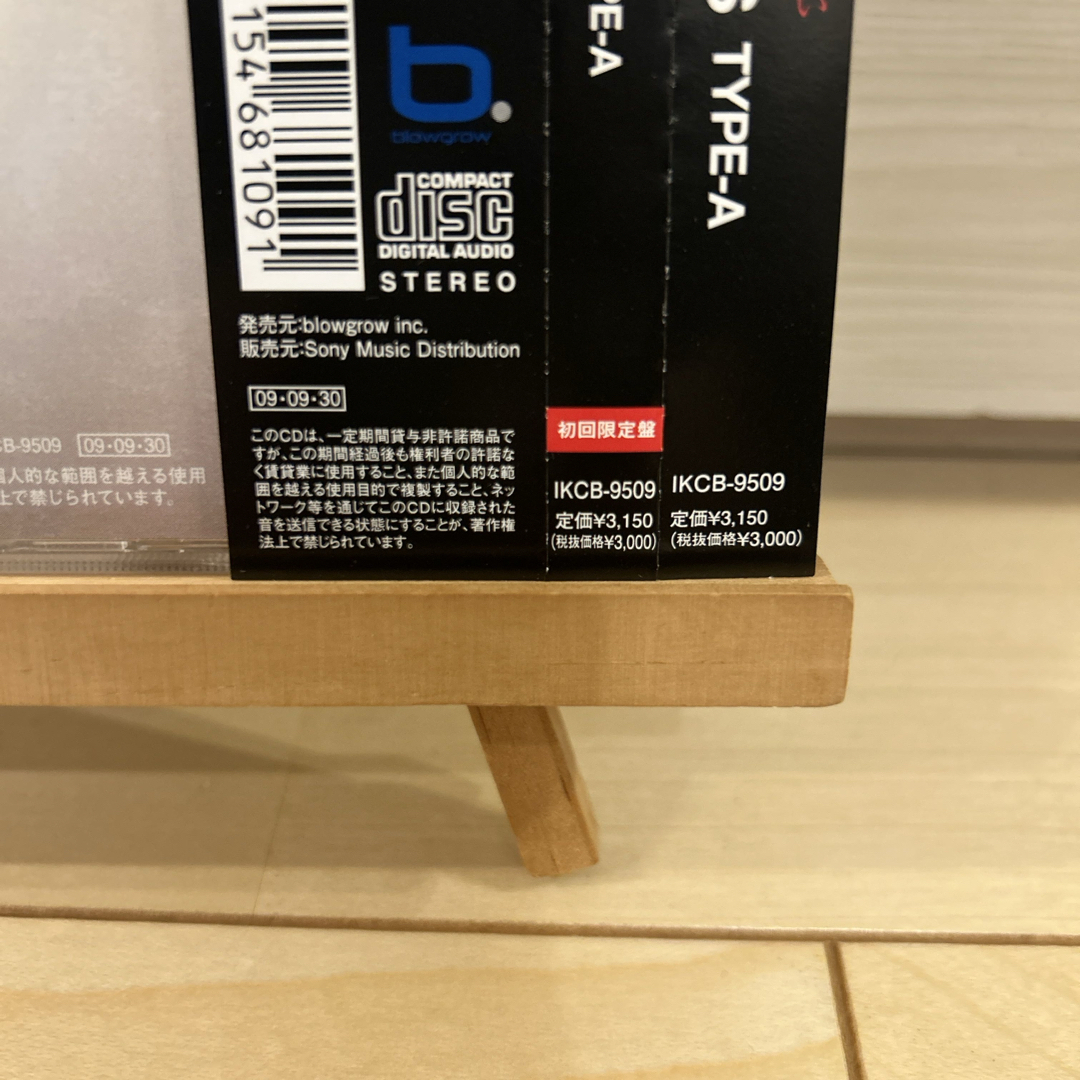 CB-9509 09・09・30
個人的な範囲を越える使用
上で禁じられています。
154681091
b.
blowgrow
COMPACT
disc
DIGITAL AUDIO
STEREO
発売元:blowgrow inc.
販売元:Sony Music Distribution
09・09・30
このCDは、一定期間貸与非許諾商品で
すが、この期間経過後も権利者の許諾な
く賃貸業に使用すること、また個人的な範
囲を越える使用目的で複製すること、ネッ
トワーク等を通じてこのCDに収録された
音を送信できる状態にすることが、著作権
法上で禁じられています。
PE-A
初回限定盤
IKCB-9509
定価¥3,150
(税抜価格¥3,000)
S TYPE-A
IKCB-9509
定価¥3,150
(税抜価格¥3,000)